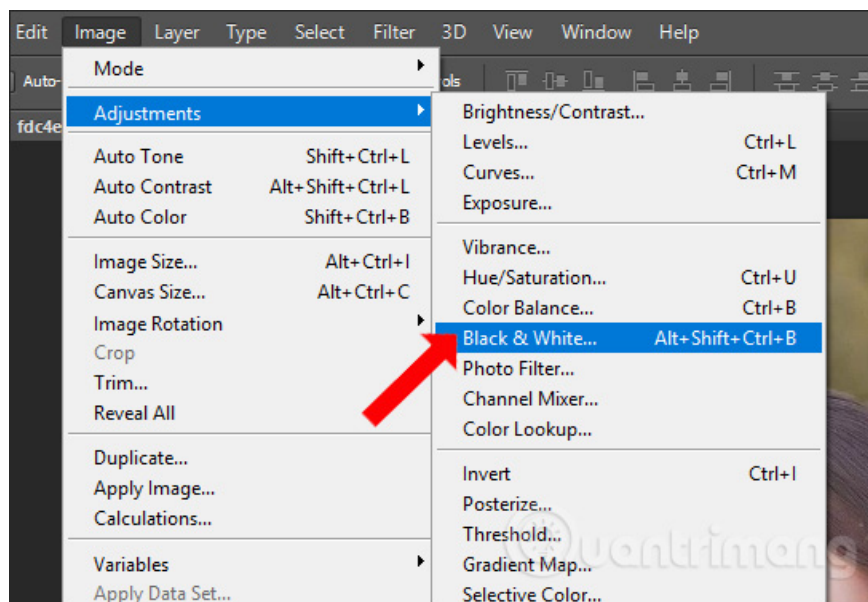 Edit Image Layer Type Select Filter 3D View Window Help
Auto-
ols
fdc4e
Mode
Adjustments
Auto Tone Shift+Ctrl+L
Auto Contrast Alt+Shift+Ctrl+L
Auto Color Shift+Ctrl+B
Image Size... Alt+Ctrl+I
Canvas Size... Alt+Ctrl+C
Image Rotation
Crop
Trim...
Reveal All
Duplicate...
Apply Image...
Calculations...
Variables
Apply Data Set...
Brightness/Contrast...
Levels... Ctrl+L
Curves... Ctrl+M
Exposure...
Vibrance...
Hue/Saturation... Ctrl+U
Color Balance... Ctrl+B
Black & White... Alt+Shift+Ctrl+B
Photo Filter...
Channel Mixer...
Color Lookup...
Invert Ctrl+I
Posterize...
Threshold...
Gradient Map...
Selective Color...
Quantrimang